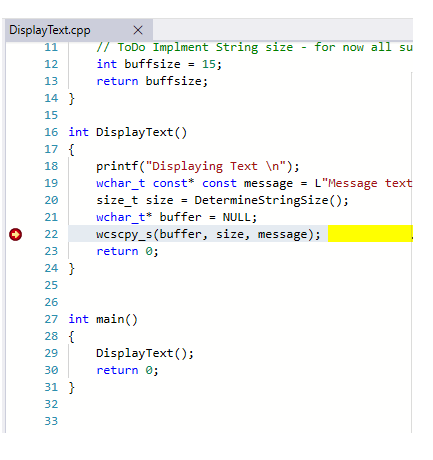 DisplayText.cpp
11 // ToDo Implment String size - for now all su
12 int buffsize = 15;
13 return buffsize;
14 }
15
16 int DisplayText()
17 {
18 printf("Displaying Text \n");
19 wchar_t const* const message = L"Message text
20 size_t size = DetermineStringSize();
21 wchar_t* buffer = NULL;
22 wcscpy_s(buffer, size, message);
23 return 0;
24 }
25
26
27 int main()
28 {
29 DisplayText();
30 return 0;
31 }
32
33